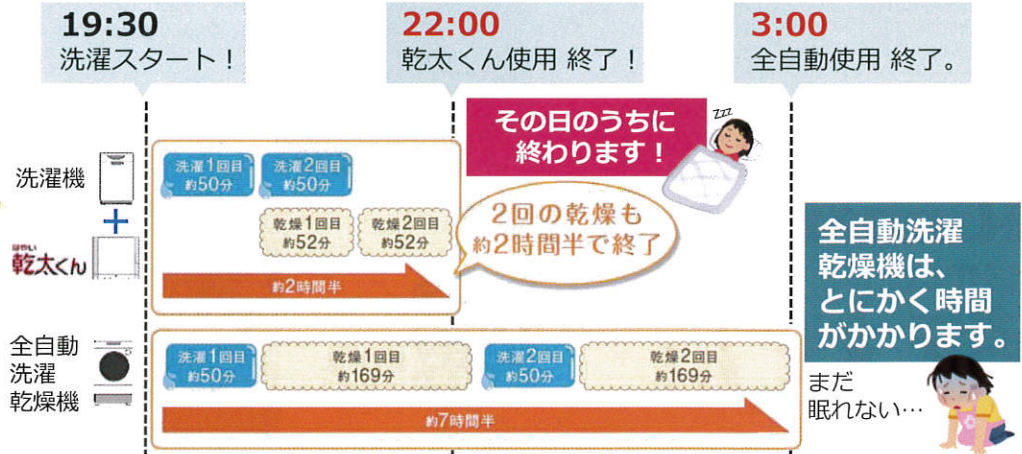 19:30
洗濯スタート！
22:00
乾太くん使用 終了！
3:00
全自動使用 終了。
その日のうちに
終わります！
ZZZ
洗濯機
＋
はやい
乾太くん
洗濯1回目
約50分
洗濯2回目
約50分
乾燥1回目
約52分
乾燥2回目
約52分
約2時間半
2回の乾燥も
約2時間半で終了
全自動洗濯
乾燥機は、
とにかく時間
がかかります。
全自動
洗濯
乾燥機
洗濯1回目
約50分
乾燥1回目
約169分
洗濯2回目
約50分
乾燥2回目
約169分
約7時間半
まだ
眠れない…